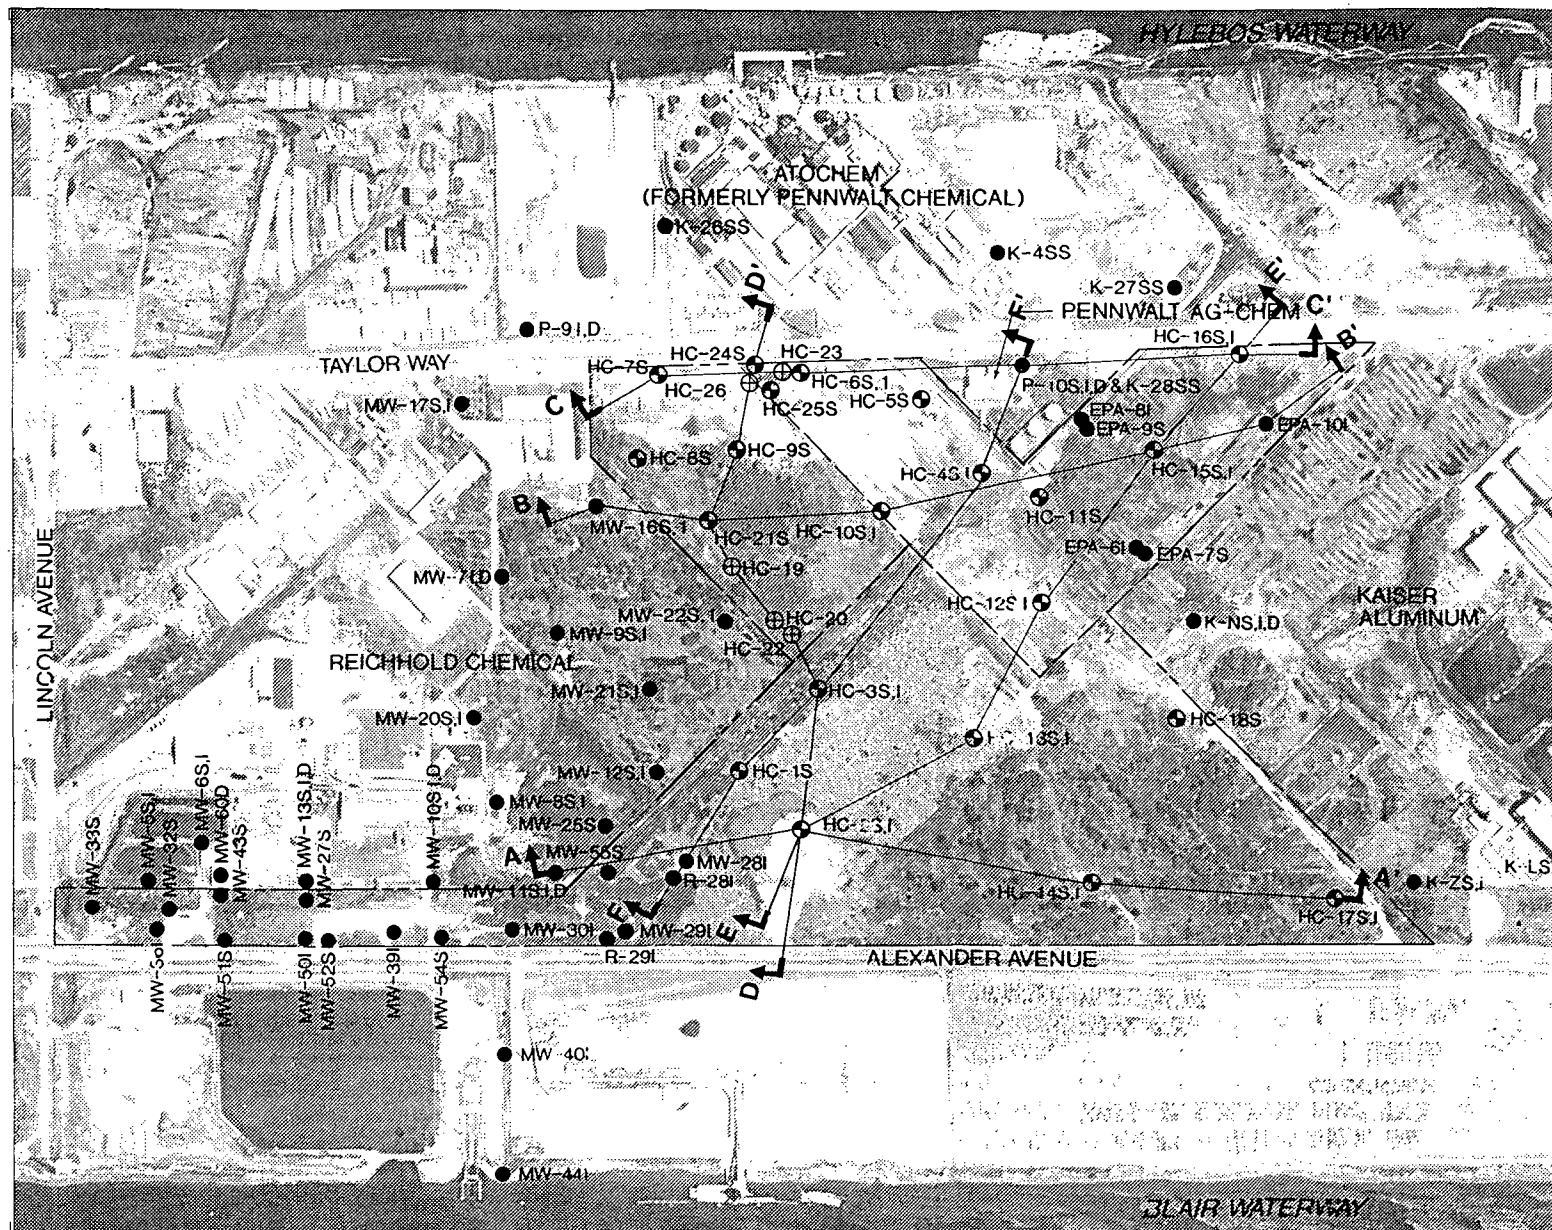 HYLEBOS WATERWAY
ATOCHEM
(FORMERLY PENNWALT CHEMICAL)
K-26SS
K-4SS
K-27SS
D'
E'
F'
PENNWALT AG-CHEM
C'
B'
P-9I,D
TAYLOR WAY
HC-24S
HC-23
HC-16S,I
HC-7S
HC-26
HC-6S,I
P-10S,I,D & K-28SS
HC-5S
HC-25S
MW-17S,I
C
EPA-8I
EPA-9S
EPA-10I
HC-8S
HC-9S
HC-4S,I
HC-15S,I
B
MW-16S,I
HC-21S
HC-10S,I
HC-11S
EPA-6I
EPA-7S
LINCOLN AVENUE
HC-19
MW-7I,D
HC-12S,I
KAISER
ALUMINUM
MW-22S,I
HC-20
K-NS,I,D
MW-9S,I
HC-22
REICHHOLD CHEMICAL
MW-21S,I
HC-3S,I
MW-20S,I
HC-18S
HC-13S,I
MW-12S,I
HC-1S
MW-8S,I
MW-33S
MW-5S,I
MW-32S
MW-6S,I
MW-60D
MW-43S
MW-13S,I,D
MW-27S
MW-10S,I,D
MW-25S
HC-2S,I
A
MW-55S
MW-28I
R-28I
MW-11S,I,D
HC-14S,I
A'
K-ZS,I
K-LS
HC-17S,I
F
E
MW-30I
MW-29I
R-29I
ALEXANDER AVENUE
MW-51S
MW-50I
MW-52S
MW-39I
MW-54S
D
MW-40I
MW-44I
BLAIR WATERWAY